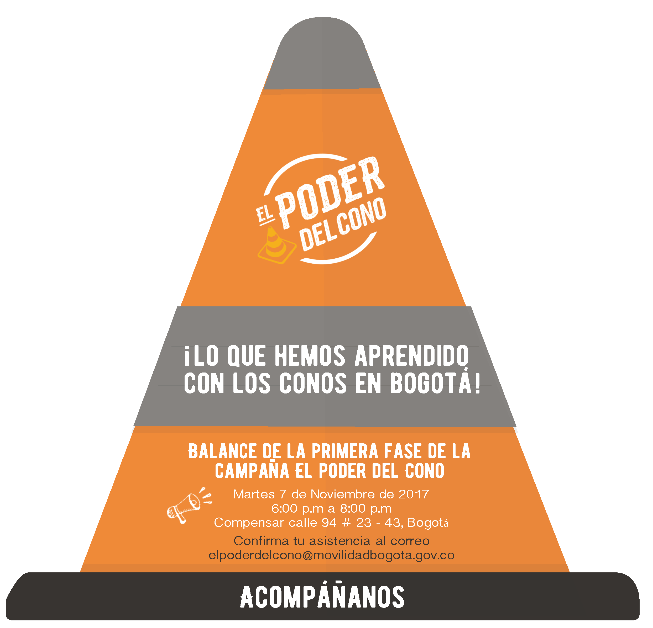 EL PODER
DEL CONO
¡LO QUE HEMOS APRENDIDO
CON LOS CONOS EN BOGOTÁ!
BALANCE DE LA PRIMERA FASE DE LA
CAMPAÑA EL PODER DEL CONO
Martes 7 de Noviembre de 2017
6:00 p.m a 8:00 p.m
Compensar calle 94 # 23 - 43, Bogotá
Confirma tu asistencia al correo
elpoderdelcono@movilidadbogota.gov.co
ACOMPÁÑANOS